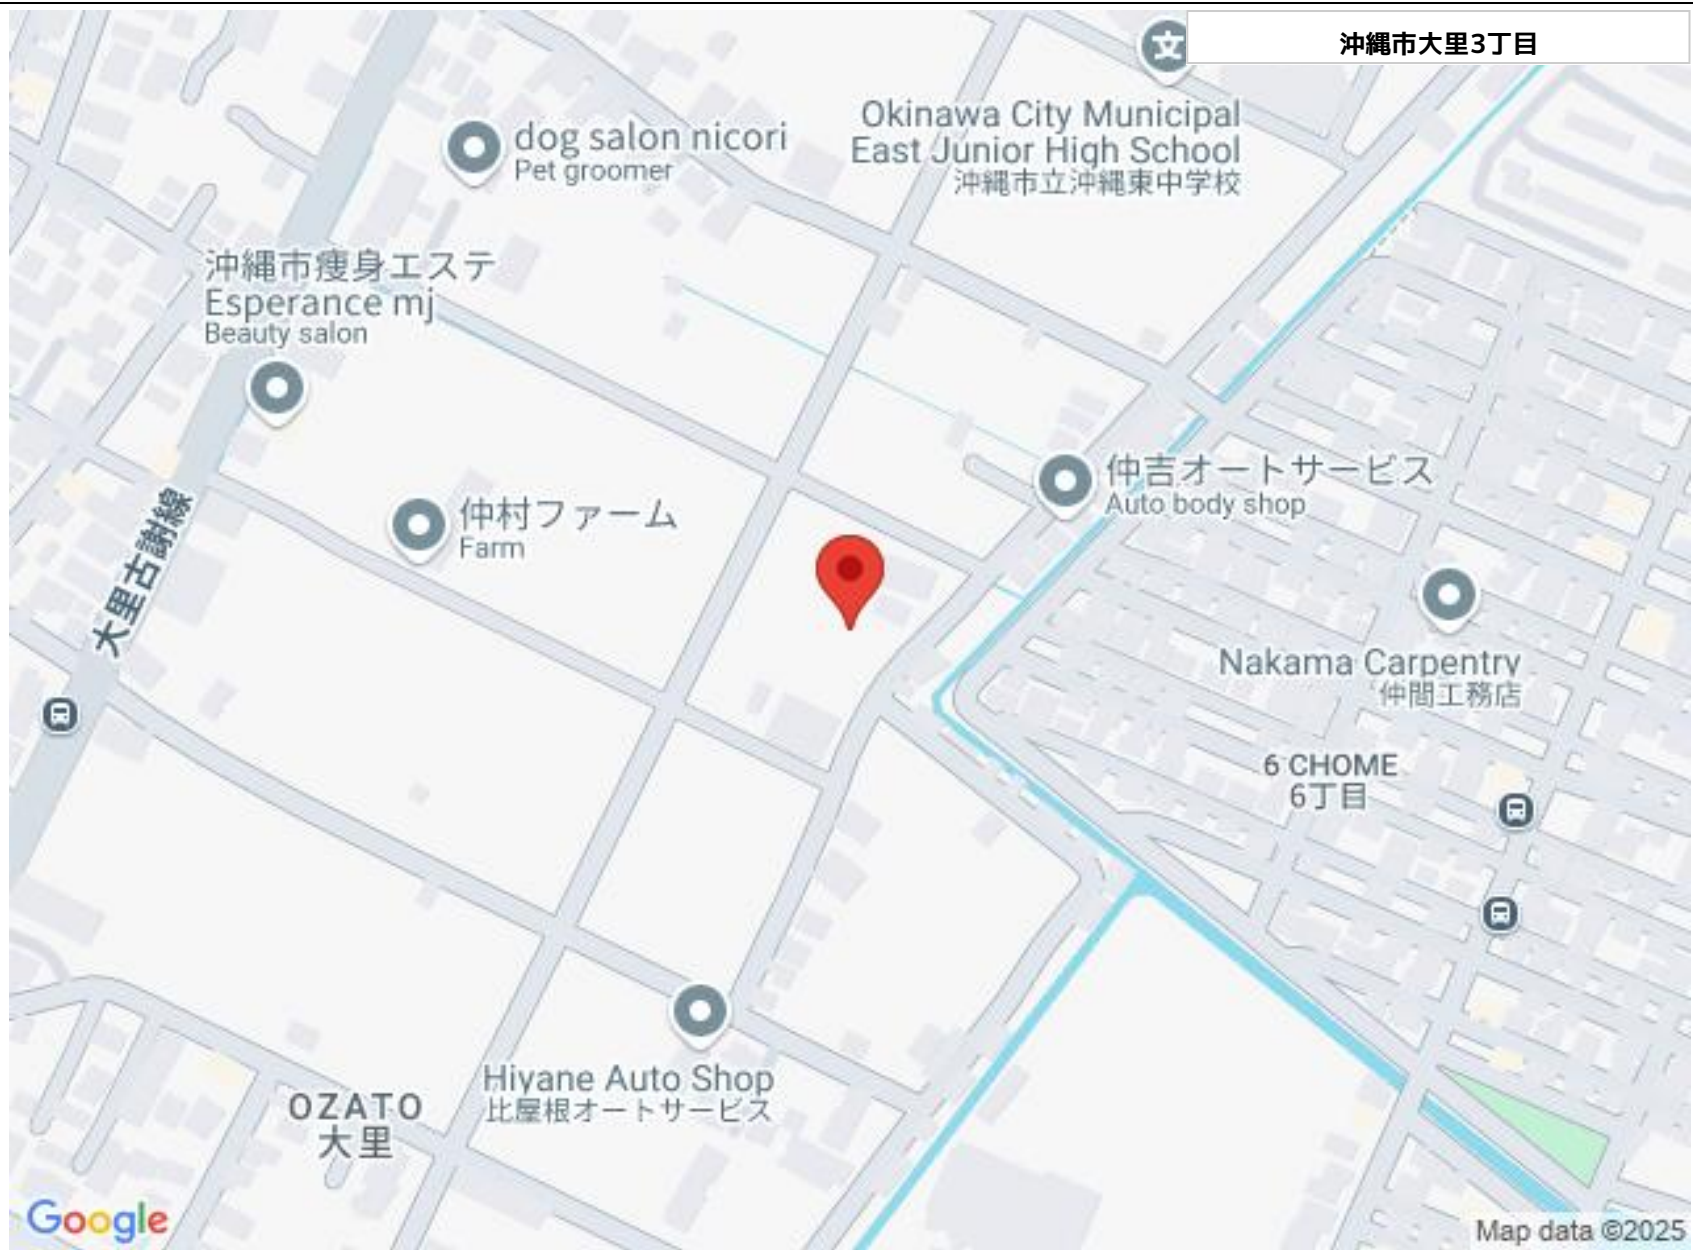 沖縄市大里3丁目
文
Okinawa City Municipal
East Junior High School
沖縄市立沖縄東中学校
dog salon nicori
Pet groomer
沖縄市痩身エステ
Esperance mj
Beauty salon
仲吉オートサービス
Auto body shop
仲村ファーム
Farm
大里古謝線
Nakama Carpentry
仲間工務店
6 CHOME
6丁目
Hiyane Auto Shop
比屋根オートサービス
OZATO
大里
Google
Map data ©2025